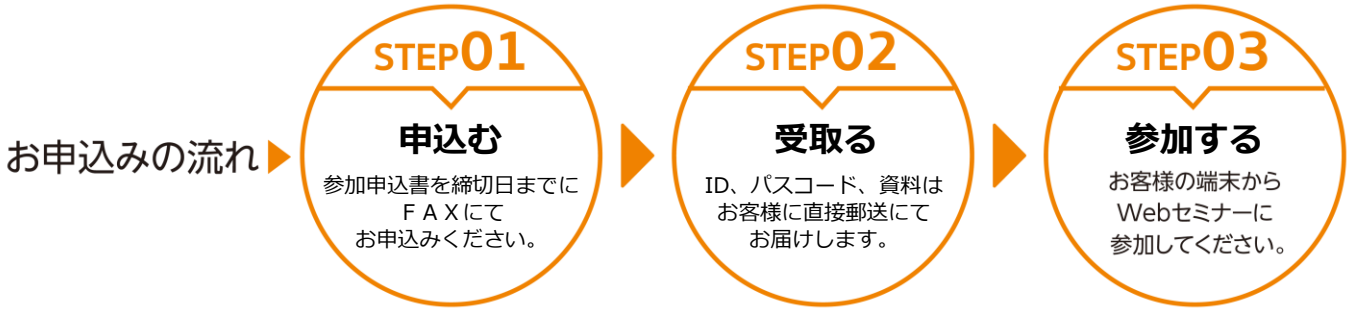 お申込みの流れ
STEP01
申込む
参加申込書を締切日までに
ＦＡＸにて
お申込みください。
STEP02
受取る
ID、パスコード、資料は
お客様に直接郵送にて
お届けします。
STEP03
参加する
お客様の端末から
Webセミナーに
参加してください。